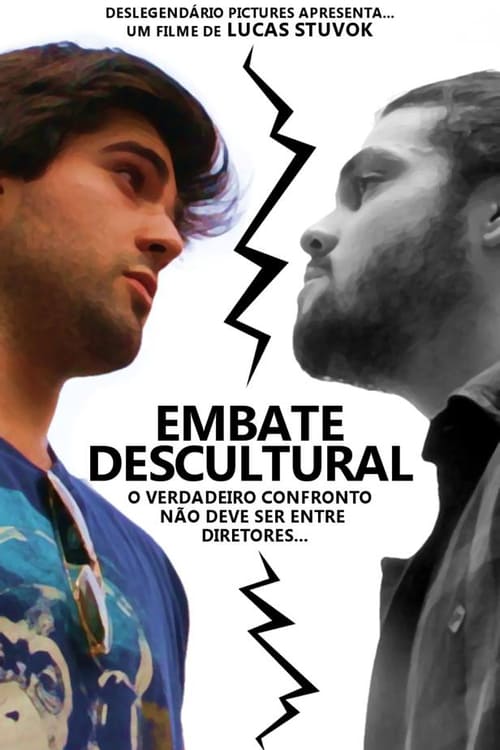 DESLEGENDÁRIO PICTURES APRESENTA...
UM FILME DE LUCAS STUVOK
EMBATE
DESCULTURAL
O VERDADEIRO CONFRONTO
NÃO DEVE SER ENTRE
DIRETORES...